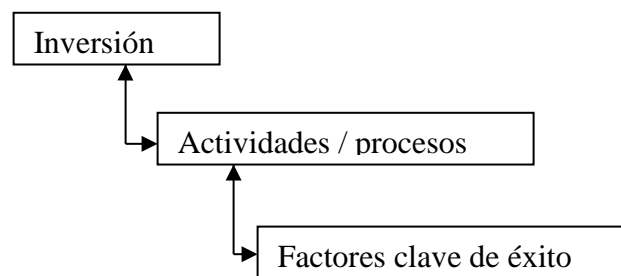 Inversión
Actividades / procesos
Factores clave de éxito